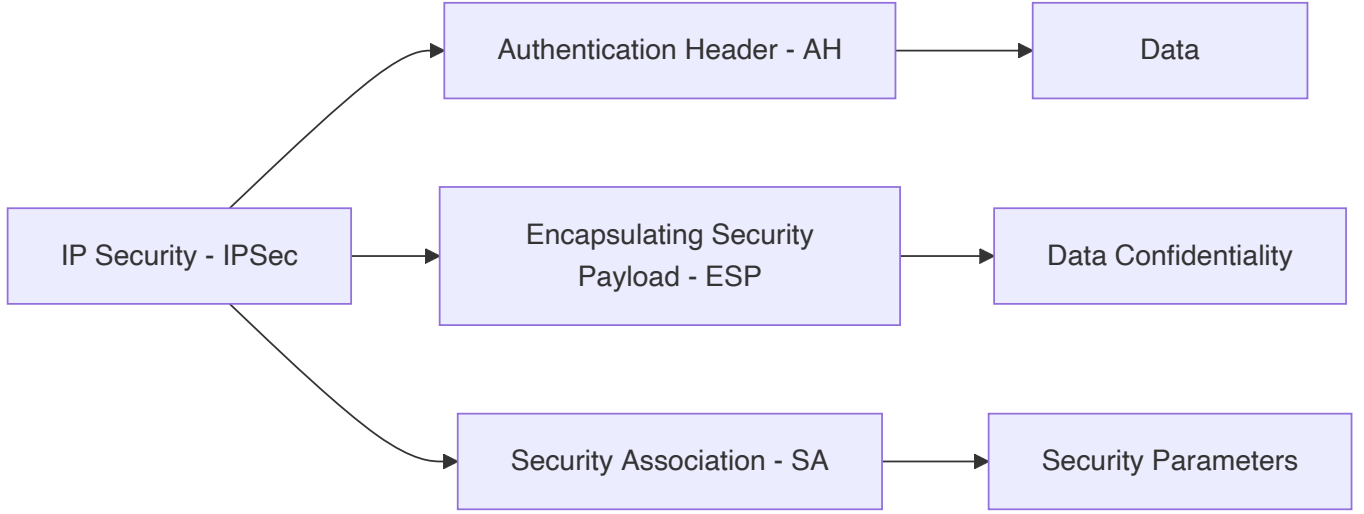 Authentication Header - AH
Data
IP Security - IPSec
Encapsulating Security
Payload - ESP
Data Confidentiality
Security Association - SA
Security Parameters